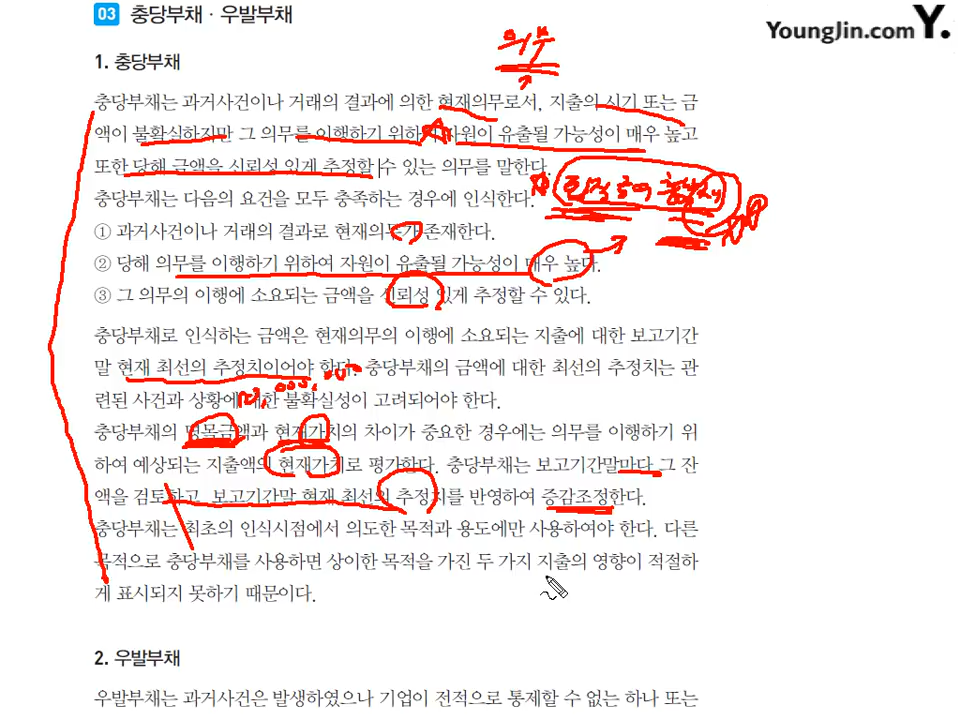 03 충당부채 · 우발부채
YoungJin.com Y.
의무
1. 충당부채
충당부채는 과거사건이나 거래의 결과에 의한 현재의무로서, 지출의 시기 또는 금
액이 불확실하지만 그 의무를 이행하기 위하여 자원이 유출될 가능성이 매우 높고
또한 당해 금액을 신뢰성 있게 추정할 수 있는 의무를 말한다.
충당부채는 다음의 요건을 모두 충족하는 경우에 인식한다.
퇴직급여 충당부채
① 과거사건이나 거래의 결과로 현재의무가 존재한다.
② 당해 의무를 이행하기 위하여 자원이 유출될 가능성이 매우 높다.
③ 그 의무의 이행에 소요되는 금액을 신뢰성 있게 추정할 수 있다.
충당부채로 인식하는 금액은 현재의무의 이행에 소요되는 지출에 대한 보고기간
말 현재 최선의 추정치이어야 한다. 충당부채의 금액에 대한 최선의 추정치는 관
련된 사건과 상황에 대한 불확실성이 고려되어야 한다.
충당부채의 명목금액과 현재가치의 차이가 중요한 경우에는 의무를 이행하기 위
하여 예상되는 지출액의 현재가치로 평가한다. 충당부채는 보고기간말마다 그 잔
액을 검토하고, 보고기간말 현재 최선의 추정치를 반영하여 증감조정한다.
충당부채는 최초의 인식시점에서 의도한 목적과 용도에만 사용하여야 한다. 다른
목적으로 충당부채를 사용하면 상이한 목적을 가진 두 가지 지출의 영향이 적절하
게 표시되지 못하기 때문이다.
2. 우발부채
우발부채는 과거사건은 발생하였으나 기업이 전적으로 통제할 수 없는 하나 또는